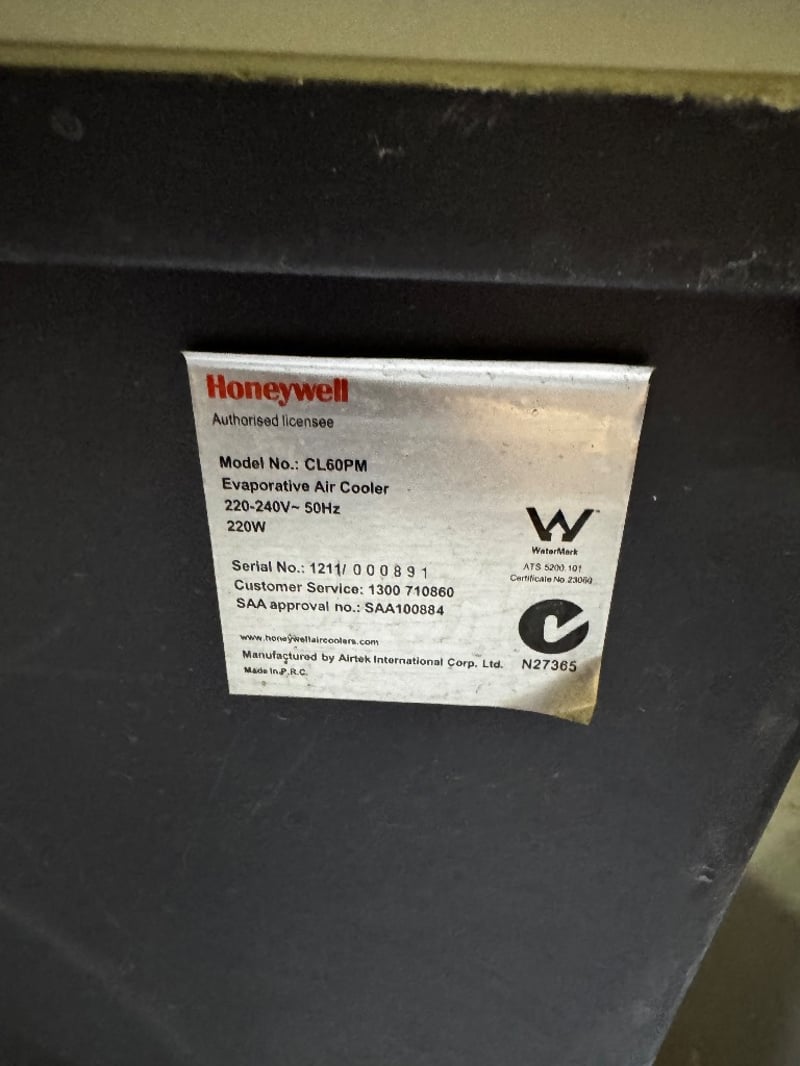 Honeywell
Authorised licensee
Model No.: CL60PM
Evaporative Air Cooler
220-240V~ 50Hz
220W
Serial No.: 1211/ 000891
Customer Service: 1300 710860
SAA approval no.: SAA100884
www.honeywellaircoolers.com
Manufactured by Airtek International Corp. Ltd.
Made In P.R.C.
W™
WaterMark
ATS 5200.101
Certificate No 23060
N27365